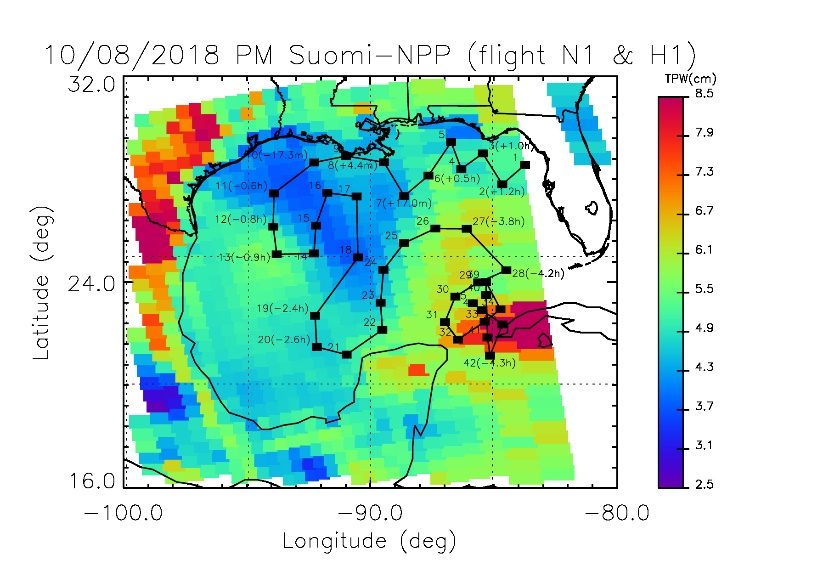 10/08/2018 PM Suomi-NPP (flight N1 & H1)
TPW(cm)
32.0
24.0
16.0
Latitude (deg)
-100.0
-90.0
-80.0
Longitude (deg)
8.5
7.9
7.3
6.7
6.1
5.5
4.9
4.3
3.7
3.1
2.5
1
2(-1.2h)
3(+1.0h)
4
5
6(+0.5h)
7(+17.0m)
8(+4.4m)
9
10(-17.3m)
11(-0.6h)
12(-0.8h)
13(-0.9h)
14
15
16
17
18
19(-2.4h)
20(-2.6h)
21
22
23
24
25
26
27(-3.8h)
28(-4.2h)
29
30
31
32
33
39
42(-4.3h)